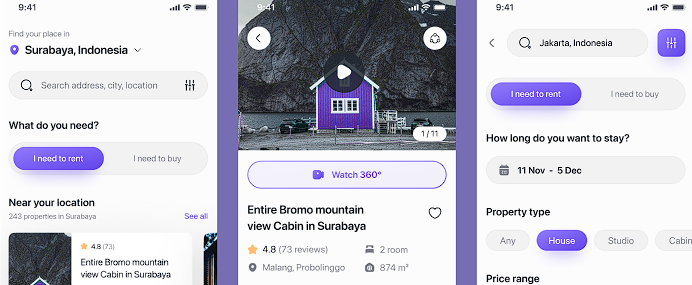 9:41
Find your place in
Surabaya, Indonesia
Search address, city, location
What do you need?
I need to rent
I need to buy
Near your location
243 properties in Surabaya
See all
4.8 (73)
Entire Bromo mountain
view Cabin in Surabaya
9:41
1 / 11
Watch 360°
Entire Bromo mountain
view Cabin in Surabaya
4.8 (73 reviews)
2 room
Malang, Probolinggo
874 m²
9:41
Jakarta, Indonesia
I need to rent
I need to buy
How long do you want to stay?
11 Nov - 5 Dec
Property type
Any
House
Studio
Cabin
Price range